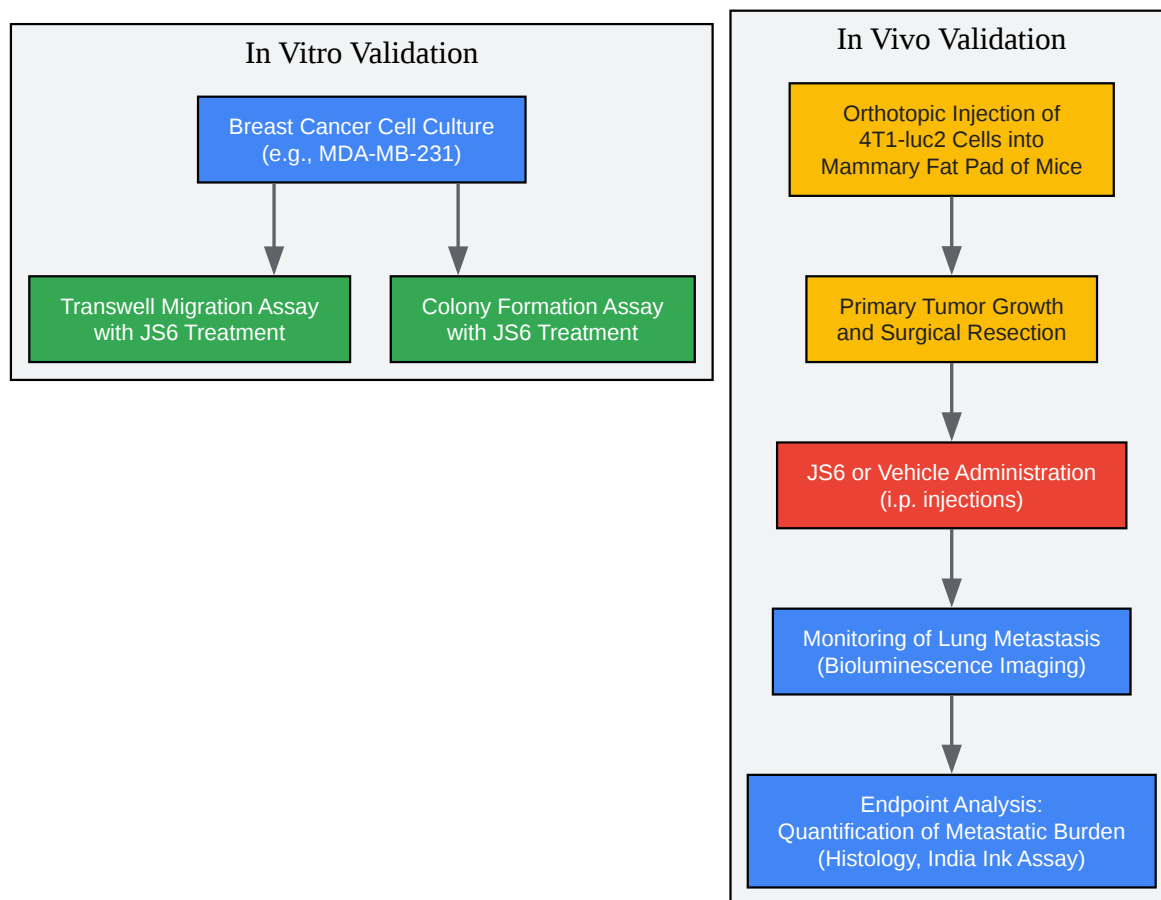 In Vitro Validation
Breast Cancer Cell Culture
(e.g., MDA-MB-231)
Transwell Migration Assay
with JS6 Treatment
Colony Formation Assay
with JS6 Treatment
In Vivo Validation
Orthotopic Injection of
4T1-luc2 Cells into
Mammary Fat Pad of Mice
Primary Tumor Growth
and Surgical Resection
JS6 or Vehicle Administration
(i.p. injections)
Monitoring of Lung Metastasis
(Bioluminescence Imaging)
Endpoint Analysis:
Quantification of Metastatic Burden
(Histology, India Ink Assay)